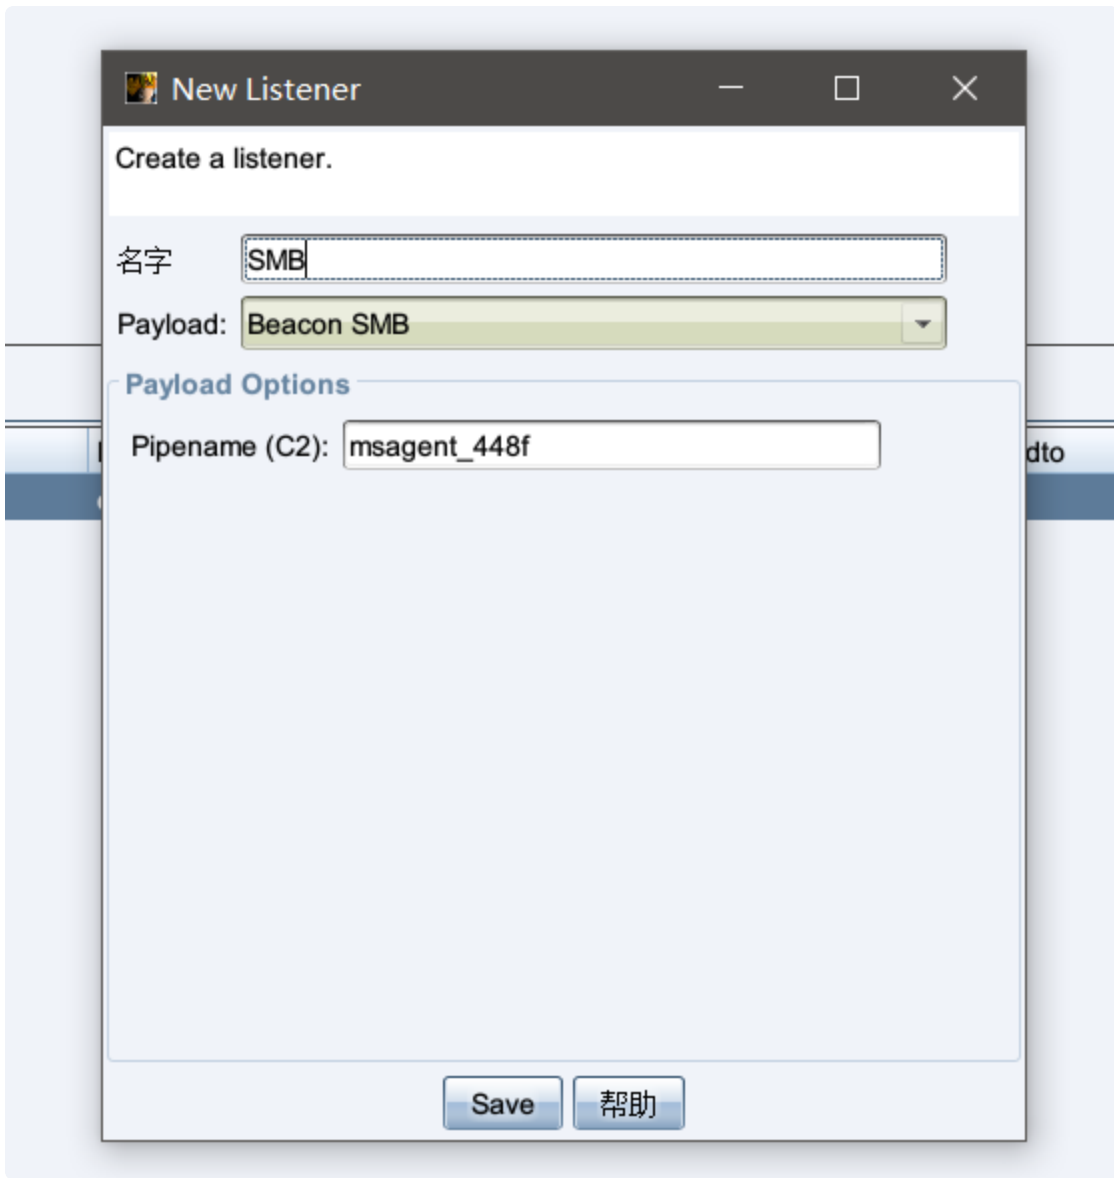 New Listener
Create a listener.
名字 SMB
Payload: Beacon SMB
Payload Options
Pipename (C2): msagent_448f
dto
Save 帮助